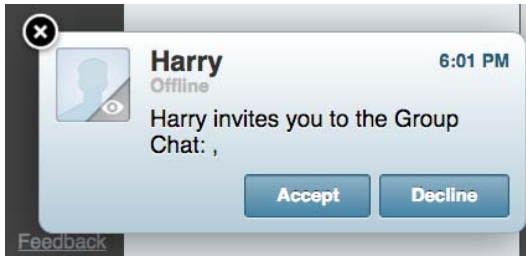 Harry
6:01 PM
Offline
Harry invites you to the Group
Chat: ,
Accept
Decline
Feedback